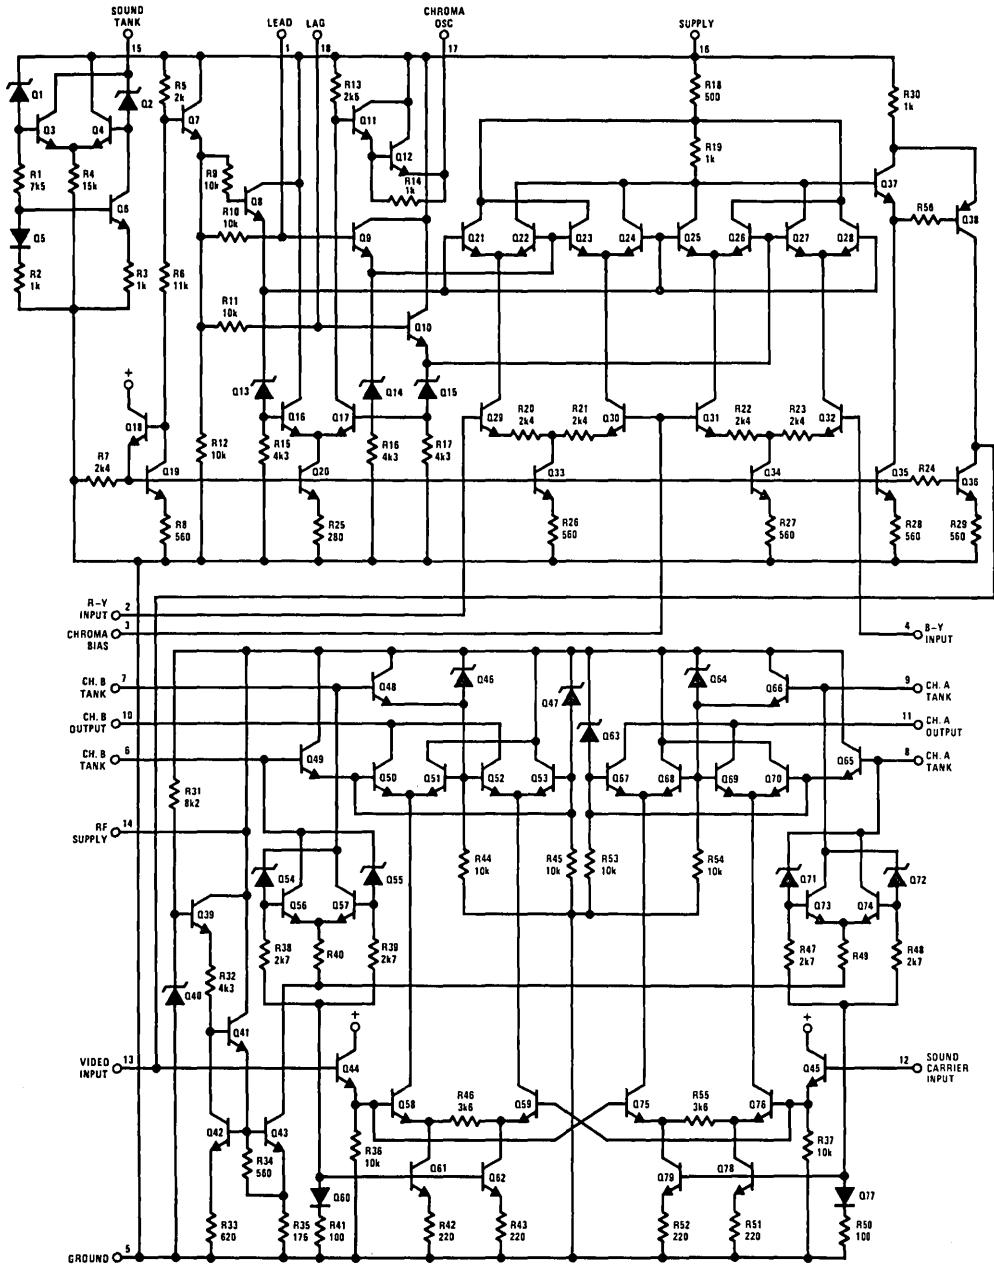 SOUND TANK
LEAD
LAG
CHROMA OSC
SUPPLY
15
1
18
17
16
Q1
Q2
R5 2k
Q7
R13 2k6
Q11
R18 500
R30 1k
Q3
Q4
Q12
R19 1k
R1 7k5
R4 15k
R9 10k
Q8
R14 1k
Q37
Q6
R10 10k
R56
Q38
Q5
Q9
Q21
Q22
Q23
Q24
Q25
Q26
Q27
Q28
R2 1k
R3 1k
R6 11k
R11 10k
Q10
+
Q13
Q14
Q15
Q18
Q16
Q17
Q29
R20 2k4
R21 2k4
Q30
Q31
R22 2k4
R23 2k4
Q32
R7 2k4
Q19
R12 10k
R15 4k3
Q20
R16 4k3
R17 4k3
Q33
Q34
Q35
R24
Q36
R8 560
R25 280
R26 560
R27 560
R28 560
R29 560
R-Y INPUT 2
CHROMA BIAS 3
4 B-Y INPUT
CH. B TANK 7
Q48
Q46
Q47
Q64
Q66
9 CH. A TANK
CH. B OUTPUT 10
Q63
11 CH. A OUTPUT
CH. B TANK 6
Q49
Q50
Q51
Q52
Q53
Q67
Q68
Q69
Q70
Q65
8 CH. A TANK
R31 8k2
RF SUPPLY 14
R44 10k
R45 10k
R53 10k
R54 10k
Q54
Q55
Q71
Q72
Q39
Q56
Q57
Q73
Q74
R38 2k7
R40
R39 2k7
R47 2k7
R49
R48 2k7
R32 4k3
Q40
Q41
+
+
VIDEO INPUT 13
Q44
Q45
12 SOUND CARRIER INPUT
Q58
R46 3k6
Q59
Q75
R55 3k6
Q76
Q42
Q43
R34 560
R36 10k
R37 10k
Q61
Q62
Q79
Q78
Q60
Q77
R33 620
R35 176
R41 100
R42 220
R43 220
R52 220
R51 220
R50 100
GROUND 5